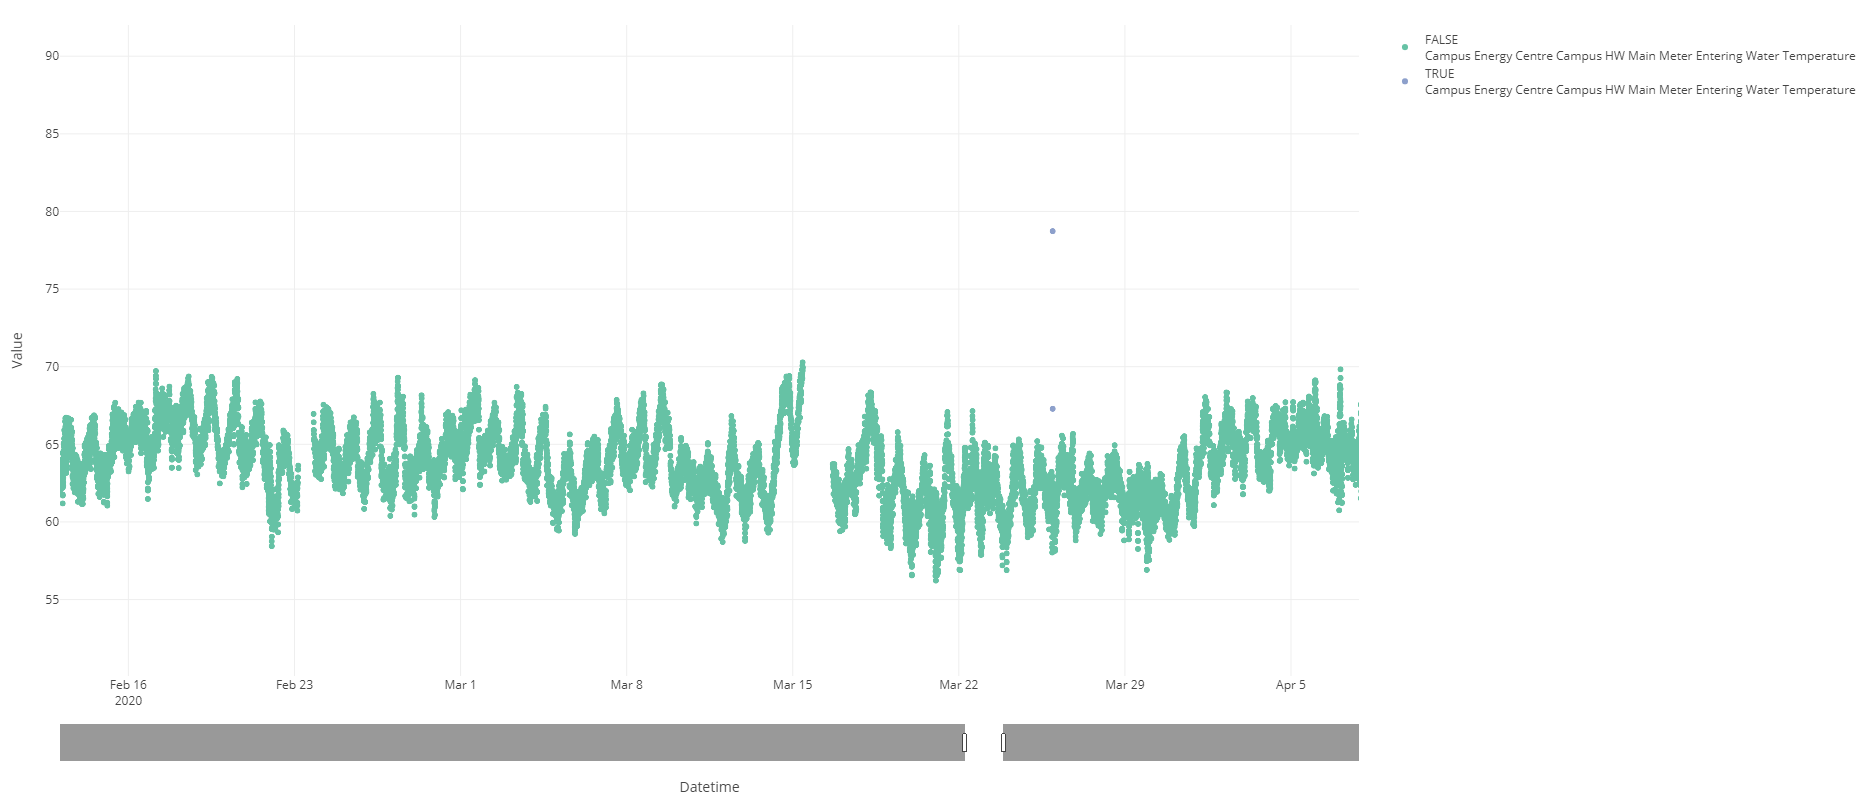 FALSE
Campus Energy Centre Campus HW Main Meter Entering Water Temperature
TRUE
Campus Energy Centre Campus HW Main Meter Entering Water Temperature
90
85
80
75
70
65
60
55
Value
Feb 16 Feb 23 Mar 1 Mar 8 Mar 15 Mar 22 Mar 29 Apr 5
2020
Datetime